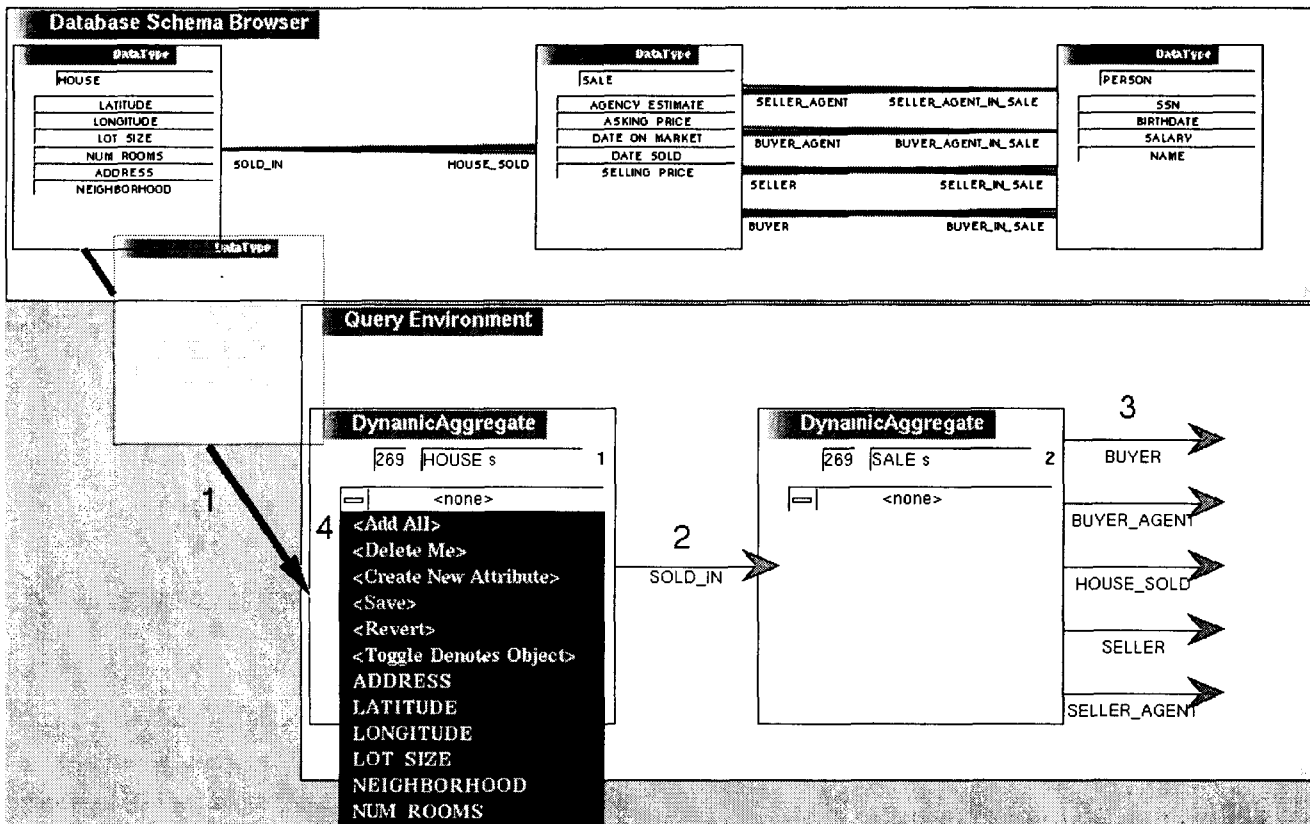 Database Schema Browser
DataType
HOUSE
LATITUDE
LONGITUDE
LOT SIZE
NUM ROOMS
ADDRESS
NEIGHBORHOOD
SOLD_IN
HOUSE_SOLD
DataType
SALE
AGENCY ESTIMATE
ASKING PRICE
DATE ON MARKET
DATE SOLD
SELLING PRICE
SELLER_AGENT
SELLER_AGENT_IN_SALE
BUYER_AGENT
BUYER_AGENT_IN_SALE
SELLER
SELLER_IN_SALE
BUYER
BUYER_IN_SALE
DataType
PERSON
SSN
BIRTHDATE
SALARY
NAME
DataType
1
Query Environment
DynamicAggregate
269 HOUSE s 1
<none>
4
<Add All>
<Delete Me>
<Create New Attribute>
<Save>
<Revert>
<Toggle Denotes Object>
ADDRESS
LATITUDE
LONGITUDE
LOT SIZE
NEIGHBORHOOD
NUM ROOMS
2
SOLD_IN
DynamicAggregate
269 SALE s 2
<none>
3
BUYER
BUYER_AGENT
HOUSE_SOLD
SELLER
SELLER_AGENT